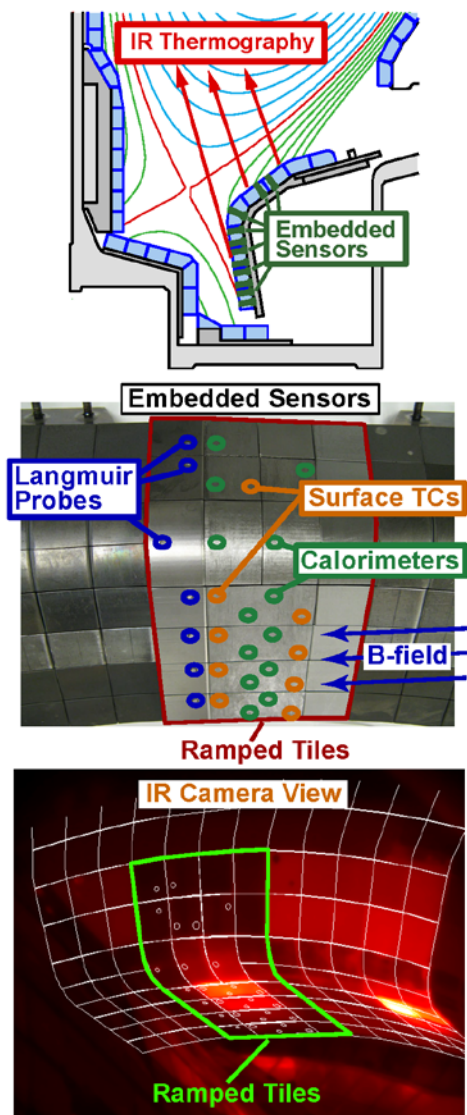 IR Thermography
Embedded
Sensors
Embedded Sensors
Langmuir
Probes
Surface TCs
Calorimeters
B-field
Ramped Tiles
IR Camera View
Ramped Tiles